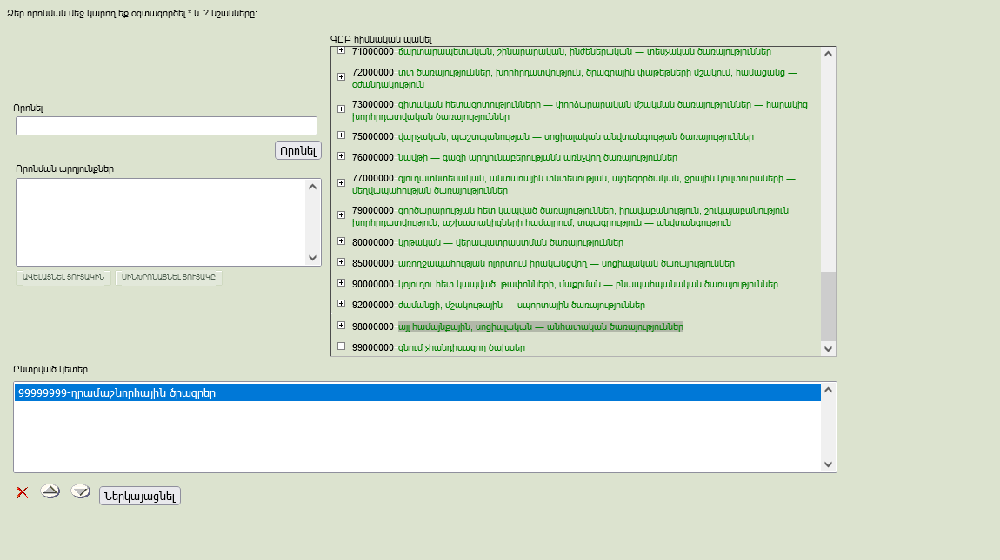 Ձեր որոնման մեջ կարող եք օգտագործել * և ? նշանները:
ԳԸԲ հիմնական պանել
71000000 ճարտարապետական, շինարարական, ինժեներական — տեսչական ծառայություններ
72000000 տտ ծառայություններ, խորհրդատվություն, ծրագրային փաթեթների մշակում, համացանց —
օժանդակություն
73000000 գիտական հետազոտությունների — փորձարարական մշակման ծառայություններ — հարակից
խորհրդատվական ծառայություններ
75000000 վարչական, պաշտպանության — սոցիալական անվտանգության ծառայություններ
76000000 նավթի — գազի արդյունաբերությանն առնչվող ծառայություններ
77000000 գյուղատնտեսական, անտառային տնտեսության, այգեգործական, ջրային կուլտուրաների —
մեղվապահության ծառայություններ
79000000 գործարարության հետ կապված ծառայություններ, իրավաբանություն, շուկայաբանություն,
խորհրդատվություն, աշխատակիցների համալրում, տպագրություն — անվտանգություն
80000000 կրթական — վերապատրաստման ծառայություններ
85000000 առողջապահության ոլորտում իրականցվող — սոցիալական ծառայություններ
90000000 կոյուղու հետ կապված, թափոնների, մաքրման — բնապահպանական ծառայություններ
92000000 ժամանցի, մշակութային — սպորտային ծառայություններ
98000000 այլ համայնքային, սոցիալական — անհատական ծառայություններ
99000000 գնում չհանդիսացող ծախսեր
Որոնել
Որոնել
Որոնման արդյունքներ
ԱՎԵԼԱՑՆԵԼ ՑՈՒՑԱԿԻՆ ՍԻՆԽՐՈՆԱՑՆԵԼ ՑՈՒՑԱԿԸ
Ընտրված կետեր
99999999-դրամաշնորհային ծրագրեր
Ներկայացնել